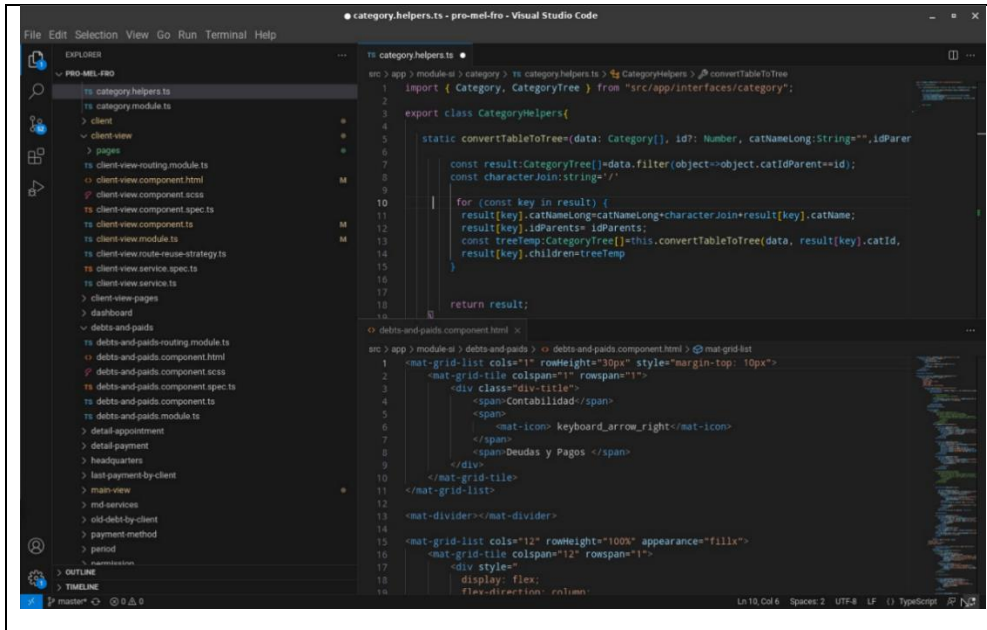 ● category.helpers.ts - pro-mel-fro - Visual Studio Code
File Edit Selection View Go Run Terminal Help
EXPLORER
PRO-MEL-FRO
TS category.helpers.ts
TS category.module.ts
> client
client-view
> pages
TS client-view-routing.module.ts
<> client-view.component.html M
client-view.component.scss
TS client-view.component.spec.ts
TS client-view.component.ts M
TS client-view.module.ts M
TS client-view.route-reuse-strategy.ts
TS client-view.service.spec.ts
TS client-view.service.ts
> client-view-pages
> dashboard
debts-and-paids
TS debts-and-paids-routing.module.ts
<> debts-and-paids.component.html
debts-and-paids.component.scss
TS debts-and-paids.component.spec.ts
TS debts-and-paids.component.ts
TS debts-and-paids.module.ts
> detail-appointment
> detail-payment
> headquarters
> last-payment-by-client
> main-view
> md-services
> old-debt-by-client
> payment-method
> period
> permission
> OUTLINE
> TIMELINE
TS category.helpers.ts ●
src > app > module-si > category > TS category.helpers.ts > CategoryHelpers > convertTableToTree
1 import { Category, CategoryTree } from "src/app/interfaces/category";
2
3 export class CategoryHelpers{
4
5 static convertTableToTree=(data: Category[], id?: Number, catNameLong:String="",idParer
6
7 const result:CategoryTree[]=data.filter(object=>object.catIdParent==id);
8 const characterJoin:string='/'
9
10 for (const key in result) {
11 result[key].catNameLong=catNameLong+characterJoin+result[key].catName;
12 result[key].idParents= idParents;
13 const treeTemp:CategoryTree[]=this.convertTableToTree(data, result[key].catId,
14 result[key].children=treeTemp
15 }
16
17
18 return result;
19
<> debts-and-paids.component.html ×
src > app > module-si > debts-and-paids > <> debts-and-paids.component.html > mat-grid-list
1 <mat-grid-list cols="1" rowHeight="30px" style="margin-top: 10px">
2 <mat-grid-tile colspan="1" rowspan="1">
3 <div class="div-title">
4 <span>Contabilidad</span>
5 <span>
6 <mat-icon> keyboard_arrow_right</mat-icon>
7 </span>
8 <span>Deudas y Pagos </span>
9 </div>
10 </mat-grid-tile>
11 </mat-grid-list>
12
13 <mat-divider></mat-divider>
14
15 <mat-grid-list cols="12" rowHeight="100%" appearance="fillx">
16 <mat-grid-tile colspan="12" rowspan="1">
17 <div style="
18 display: flex;
19 flex-direction: column;
master* 0 0 Ln 10, Col 6 Spaces: 2 UTF-8 LF {} TypeScript